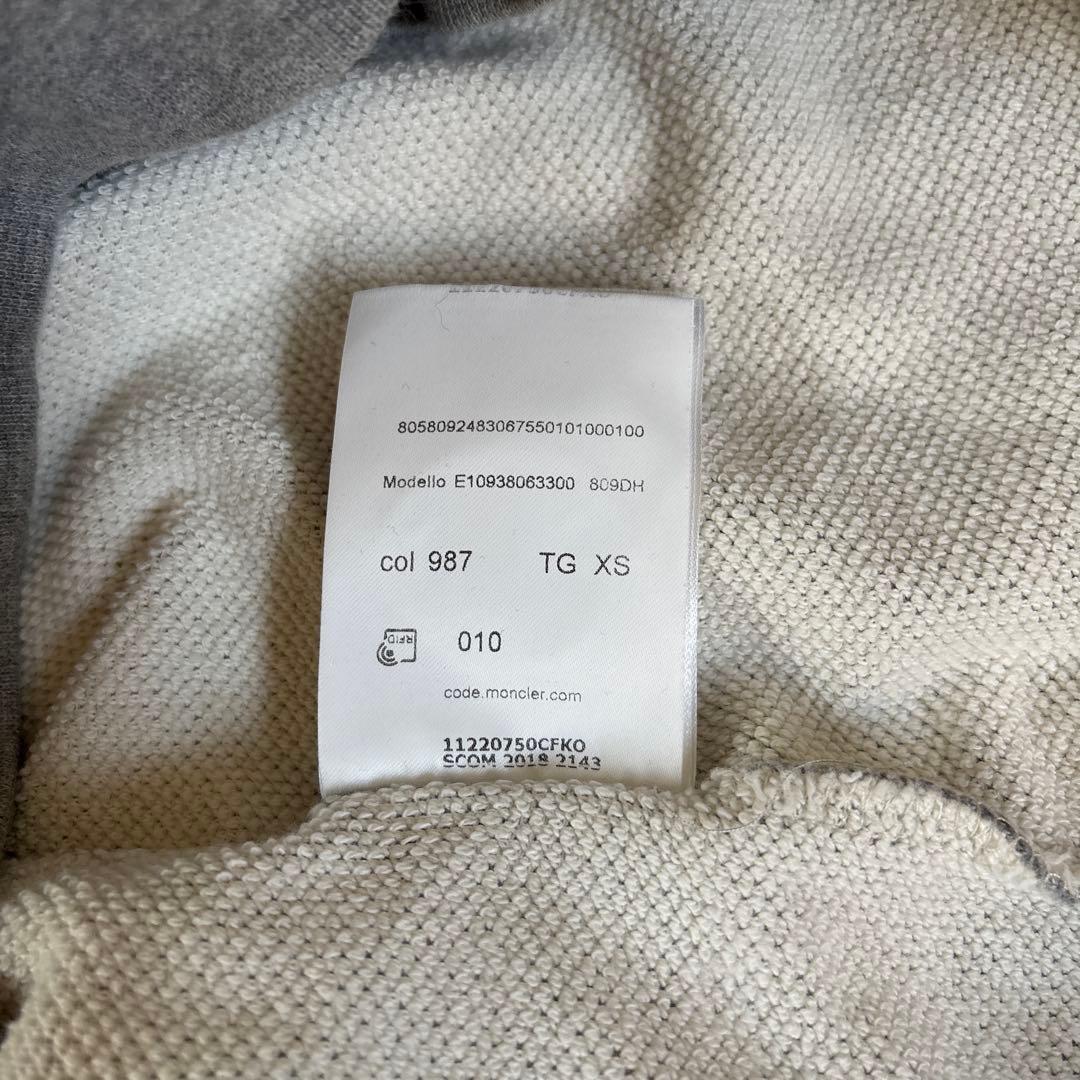 8058092483067550101000100
Modello E10938063300 809DH
col 987 TG XS
RFID 010
code.moncler.com
11220750CFKO
SCOM 2018 2143